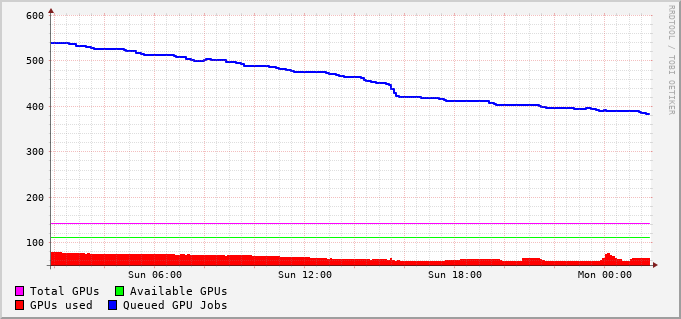 600
500
400
300
200
100
Sun 06:00 Sun 12:00 Sun 18:00 Mon 00:00
Total GPUs Available GPUs
GPUs used Queued GPU Jobs
RRDTOOL / TOBI OETIKER